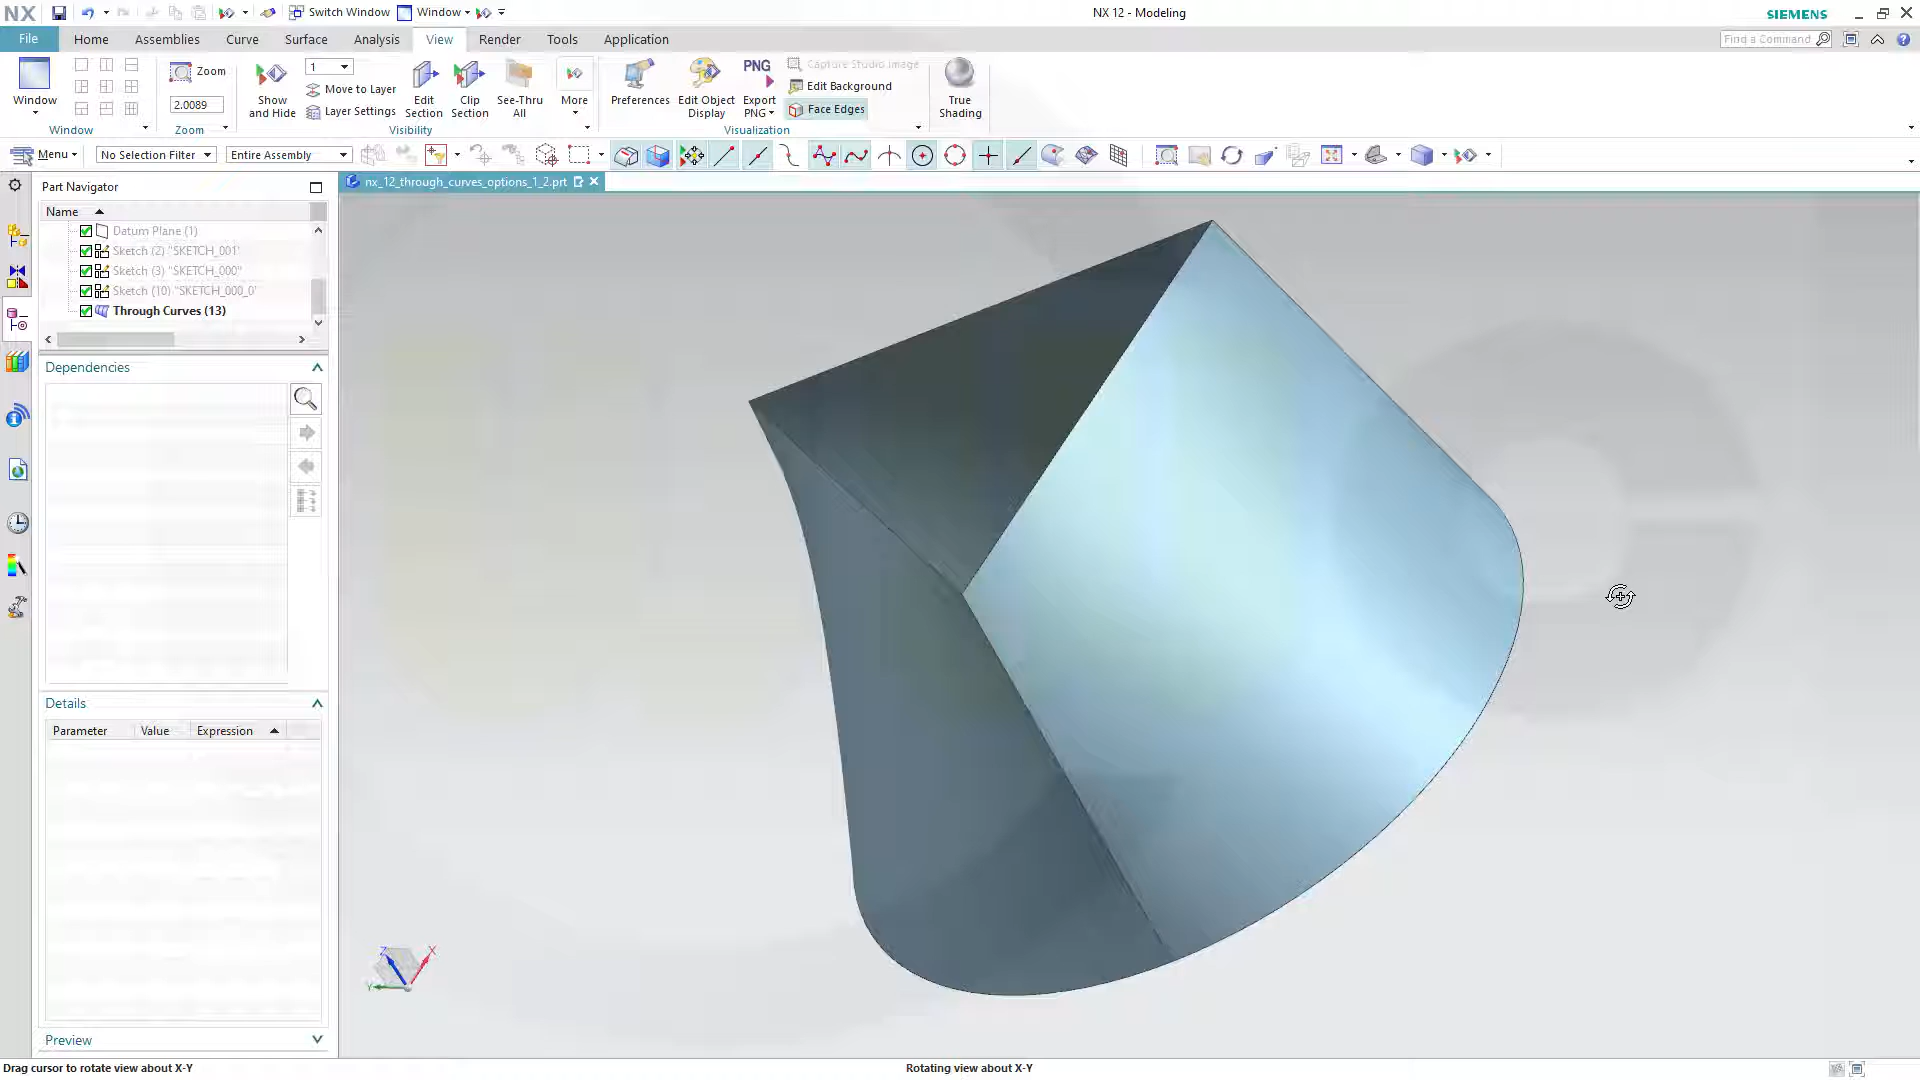 NX
Switch Window
Window
NX 12 - Modeling
SIEMENS
File
Home
Assemblies
Curve
Surface
Analysis
View
Render
Tools
Application
Find a Command
Window
Zoom
2.0089
Show and Hide
1
Move to Layer
Layer Settings
Edit Section
Clip Section
See-Thru All
More
Preferences
Edit Object Display
PNG
Export PNG
Capture Studio Image
Edit Background
Face Edges
True Shading
Window
Zoom
Visibility
Visualization
Menu
No Selection Filter
Entire Assembly
Part Navigator
nx_12_through_curves_options_1_2.prt
Name
Datum Plane (1)
Sketch (2) "SKETCH_001"
Sketch (3) "SKETCH_000"
Sketch (10) "SKETCH_000_0"
Through Curves (13)
Dependencies
Details
Parameter
Value
Expression
Preview
Z
X
Y
Drag cursor to rotate view about X-Y
Rotating view about X-Y